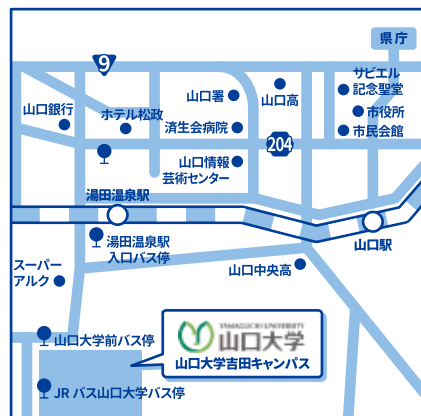 県庁
9
サビエル
記念聖堂
山口署
山口高
山口銀行
ホテル松政
市役所
済生会病院
市民会館
204
山口情報
芸術センター
湯田温泉駅
山口駅
湯田温泉駅
入口バス停
スーパー
アルク
山口中央高
YAMAGUCHI UNIVERSITY
山口大学
山口大学前バス停
山口大学吉田キャンパス
JRバス山口大学バス停